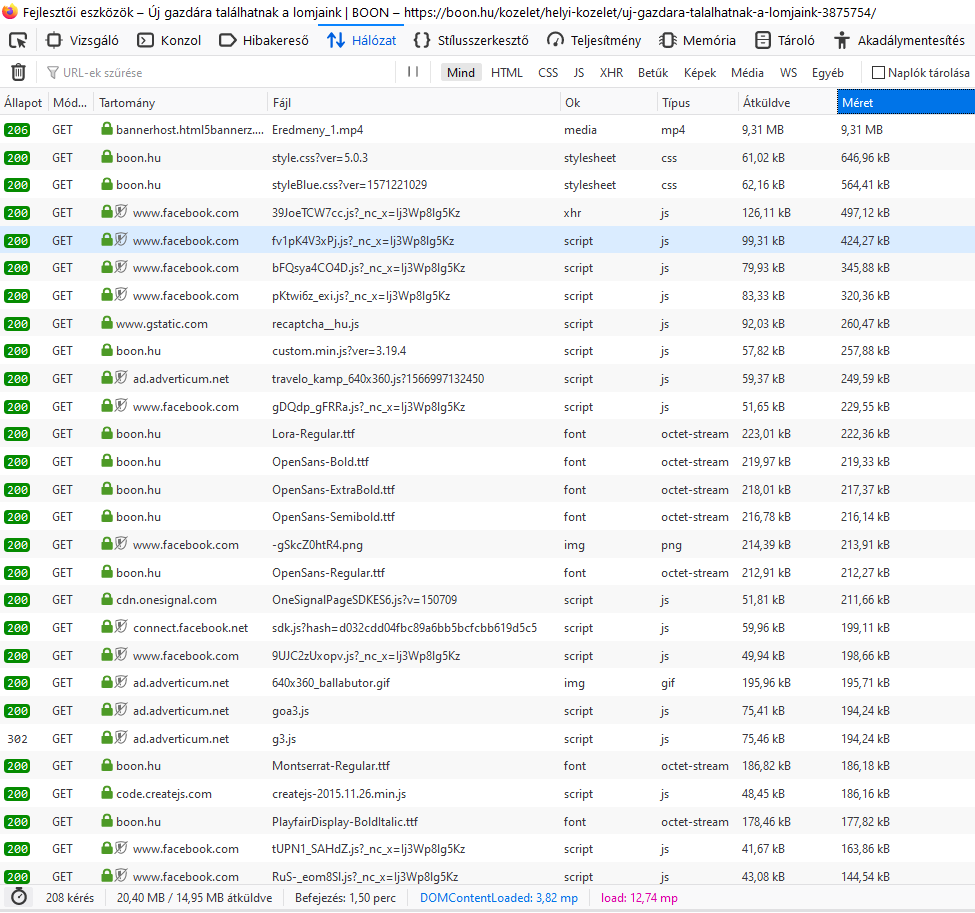 Fejlesztői eszközök – Új gazdára találhatnak a lomjaink | BOON – https://boon.hu/kozelet/helyi-kozelet/uj-gazdara-talalhatnak-a-lomjaink-3875754/
Vizsgáló Konzol Hibakereső Hálózat Stílusszerkesztő Teljesítmény Memória Tároló Akadálymentesítés
URL-ek szűrése Mind HTML CSS JS XHR Betűk Képek Média WS Egyéb Naplók tárolása
Állapot Mód... Tartomány Fájl Ok Típus Átküldve Méret
206 GET bannerhost.html5bannerz.... Eredmeny_1.mp4 media mp4 9,31 MB 9,31 MB
200 GET boon.hu style.css?ver=5.0.3 stylesheet css 61,02 kB 646,96 kB
200 GET boon.hu styleBlue.css?ver=1571221029 stylesheet css 62,16 kB 564,41 kB
200 GET www.facebook.com 39JoeTCW7cc.js?_nc_x=Ij3Wp8lg5Kz xhr js 126,11 kB 497,12 kB
200 GET www.facebook.com fv1pK4V3xPj.js?_nc_x=Ij3Wp8lg5Kz script js 99,31 kB 424,27 kB
200 GET www.facebook.com bFQsya4CO4D.js?_nc_x=Ij3Wp8lg5Kz script js 79,93 kB 345,88 kB
200 GET www.facebook.com pKtwi6z_exi.js?_nc_x=Ij3Wp8lg5Kz script js 83,33 kB 320,36 kB
200 GET www.gstatic.com recaptcha__hu.js script js 92,03 kB 260,47 kB
200 GET boon.hu custom.min.js?ver=3.19.4 script js 57,82 kB 257,88 kB
200 GET ad.adverticum.net travelo_kamp_640x360.js?1566997132450 script js 59,37 kB 249,59 kB
200 GET www.facebook.com gDQdp_gFRRa.js?_nc_x=Ij3Wp8lg5Kz script js 51,65 kB 229,55 kB
200 GET boon.hu Lora-Regular.ttf font octet-stream 223,01 kB 222,36 kB
200 GET boon.hu OpenSans-Bold.ttf font octet-stream 219,97 kB 219,33 kB
200 GET boon.hu OpenSans-ExtraBold.ttf font octet-stream 218,01 kB 217,37 kB
200 GET boon.hu OpenSans-Semibold.ttf font octet-stream 216,78 kB 216,14 kB
200 GET www.facebook.com -gSkcZ0htR4.png img png 214,39 kB 213,91 kB
200 GET boon.hu OpenSans-Regular.ttf font octet-stream 212,91 kB 212,27 kB
200 GET cdn.onesignal.com OneSignalPageSDKES6.js?v=150709 script js 51,81 kB 211,66 kB
200 GET connect.facebook.net sdk.js?hash=d032cdd04fbc89a6bb5bcfcbb619d5c5 script js 59,96 kB 199,11 kB
200 GET www.facebook.com 9UJC2zUxopv.js?_nc_x=Ij3Wp8lg5Kz script js 49,94 kB 198,66 kB
200 GET ad.adverticum.net 640x360_ballabutor.gif img gif 195,96 kB 195,71 kB
200 GET ad.adverticum.net goa3.js script js 75,41 kB 194,24 kB
302 GET ad.adverticum.net g3.js script js 75,46 kB 194,24 kB
200 GET boon.hu Montserrat-Regular.ttf font octet-stream 186,82 kB 186,18 kB
200 GET code.createjs.com createjs-2015.11.26.min.js script js 48,45 kB 186,16 kB
200 GET boon.hu PlayfairDisplay-BoldItalic.ttf font octet-stream 178,46 kB 177,82 kB
200 GET www.facebook.com tUPN1_SAHdZ.js?_nc_x=Ij3Wp8lg5Kz script js 41,67 kB 163,86 kB
200 GET www.facebook.com RuS-_eom8Sl.js?_nc_x=Ij3Wp8lg5Kz script js 43,08 kB 144,54 kB
208 kérés 20,40 MB / 14,95 MB átküldve Befejezés: 1,50 perc DOMContentLoaded: 3,82 mp load: 12,74 mp